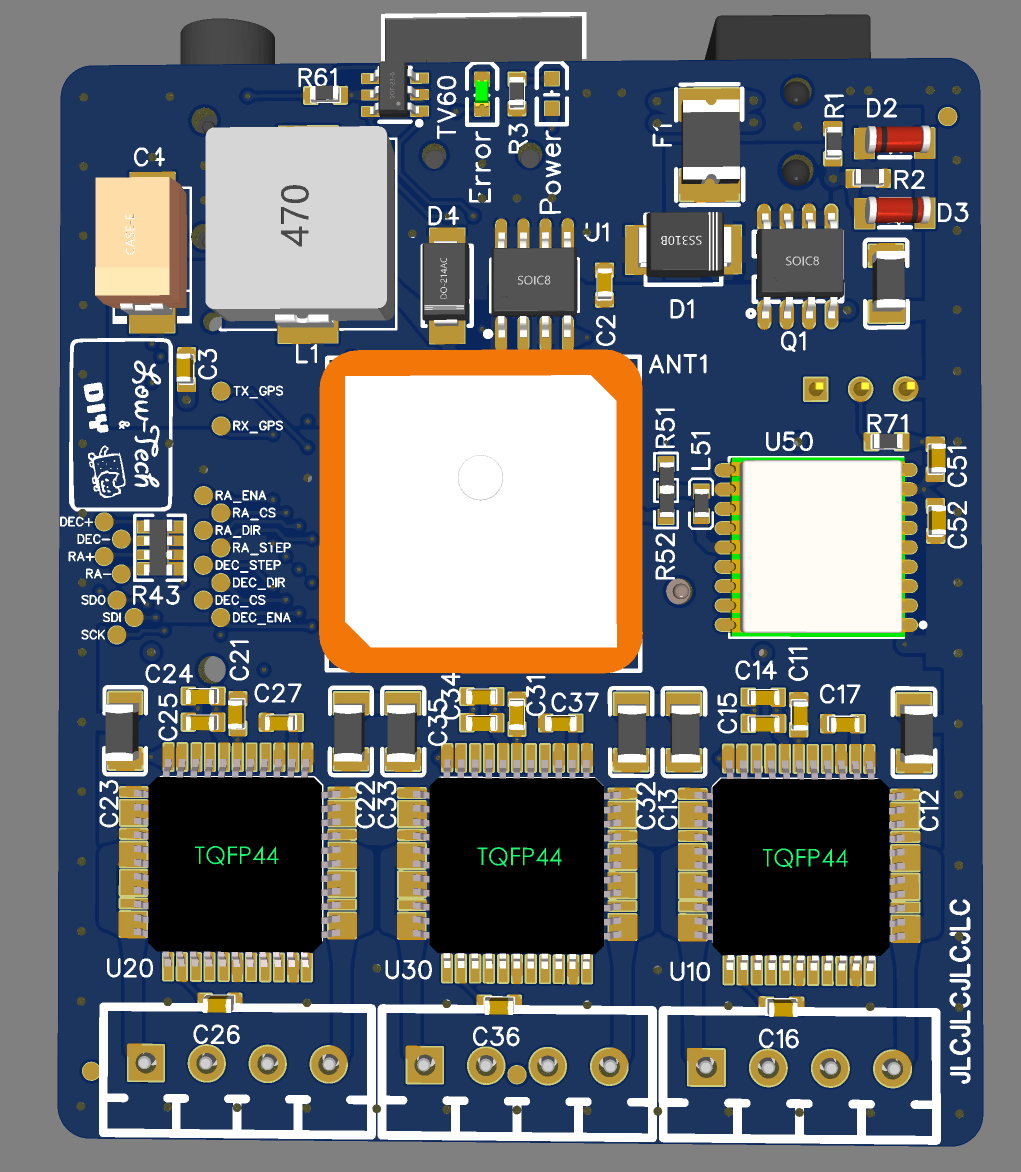 R61
SOT-23-6
TV60
Error
R3
Power
F1
R1
D2
R2
D3
C4
CASE-E
470
L1
D4
DO-214AC
SOIC8
U1
C2
SS310B
D1
SOIC8
Q1
C3
Low-Tech
&
DIY
TX_GPS
RX_GPS
ANT1
R51
L51
R52
U50
R71
C51
C52
RA_ENA
RA_CS
RA_DIR
RA_STEP
DEC_STEP
DEC_DIR
DEC_CS
DEC_ENA
DEC+
DEC-
RA+
RA-
SDO
SDI
SCK
R43
C24
C21
C25
C27
C34
C31
C35
C37
C14
C11
C15
C17
C23
C22
C33
C32
C13
C12
TQFP44
TQFP44
TQFP44
U20
U30
U10
C26
C36
C16
JLCJLCJLCJLC